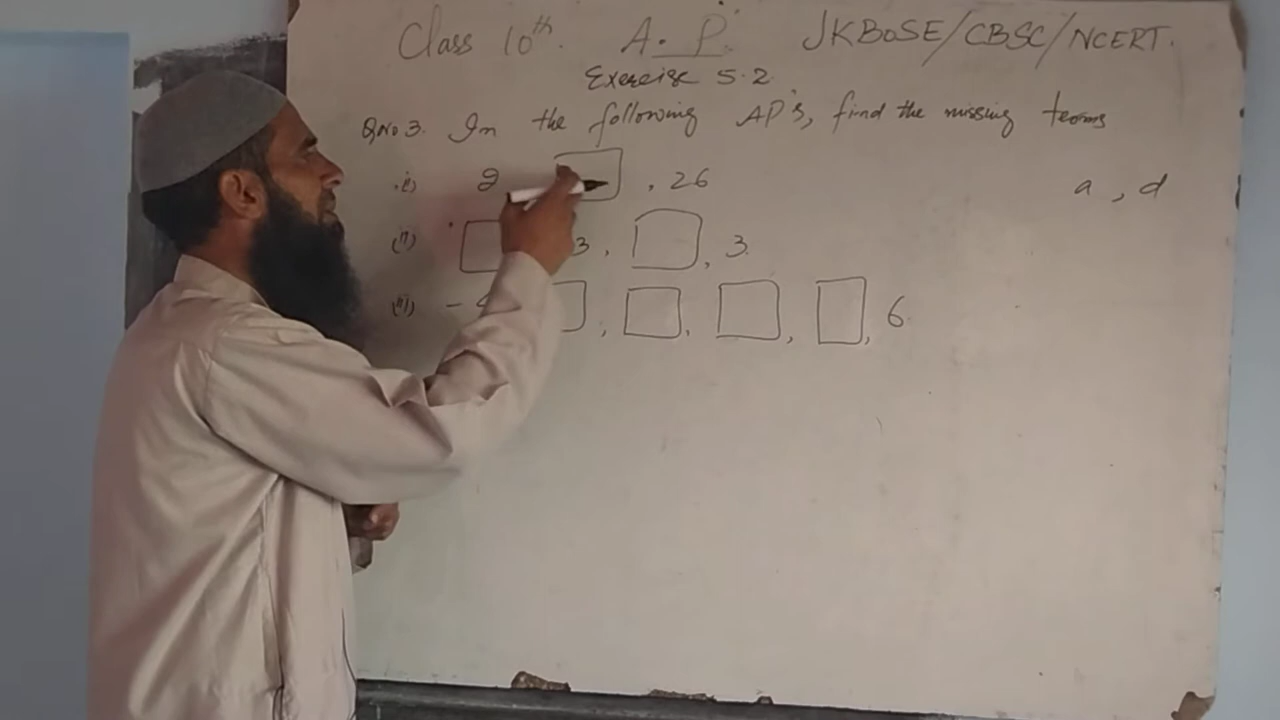 Class 10th. A. P. JKBOSE/CBSC/NCERT.
Exercise 5.2
QNo 3. In the following AP's, find the missing terms
(i) 2 , 26 a , d
(ii) 3, , 3
(iii) - , , , , 6